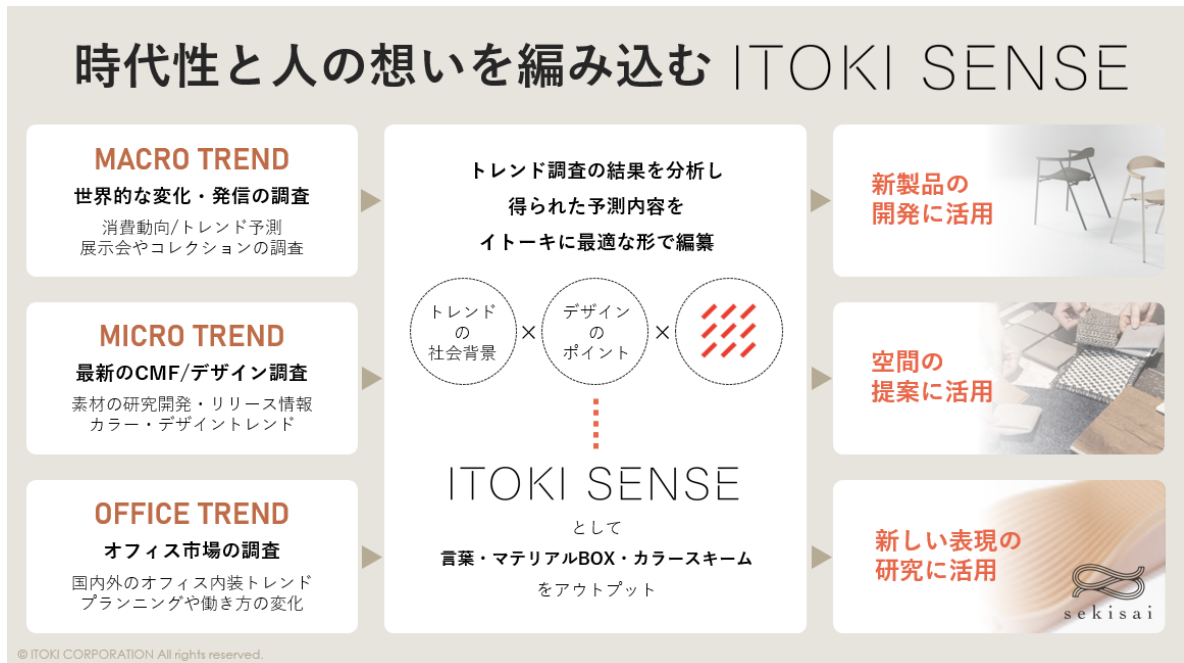 時代性と人の想いを編み込む ITOKI SENSE
MACRO TREND
世界的な変化・発信の調査
消費動向/トレンド予測
展示会やコレクションの調査
MICRO TREND
最新のCMF/デザイン調査
素材の研究開発・リリース情報
カラー・デザイントレンド
OFFICE TREND
オフィス市場の調査
国内外のオフィス内装トレンド
プランニングや働き方の変化
トレンド調査の結果を分析し
得られた予測内容を
イトーキに最適な形で編纂
トレンド
の
社会背景
×
デザイン
の
ポイント
×
ITOKI SENSE
として
言葉・マテリアルBOX・カラースキーム
をアウトプット
新製品の
開発に活用
空間の
提案に活用
新しい表現の
研究に活用
sekisai
© ITOKI CORPORATION All rights reserved.